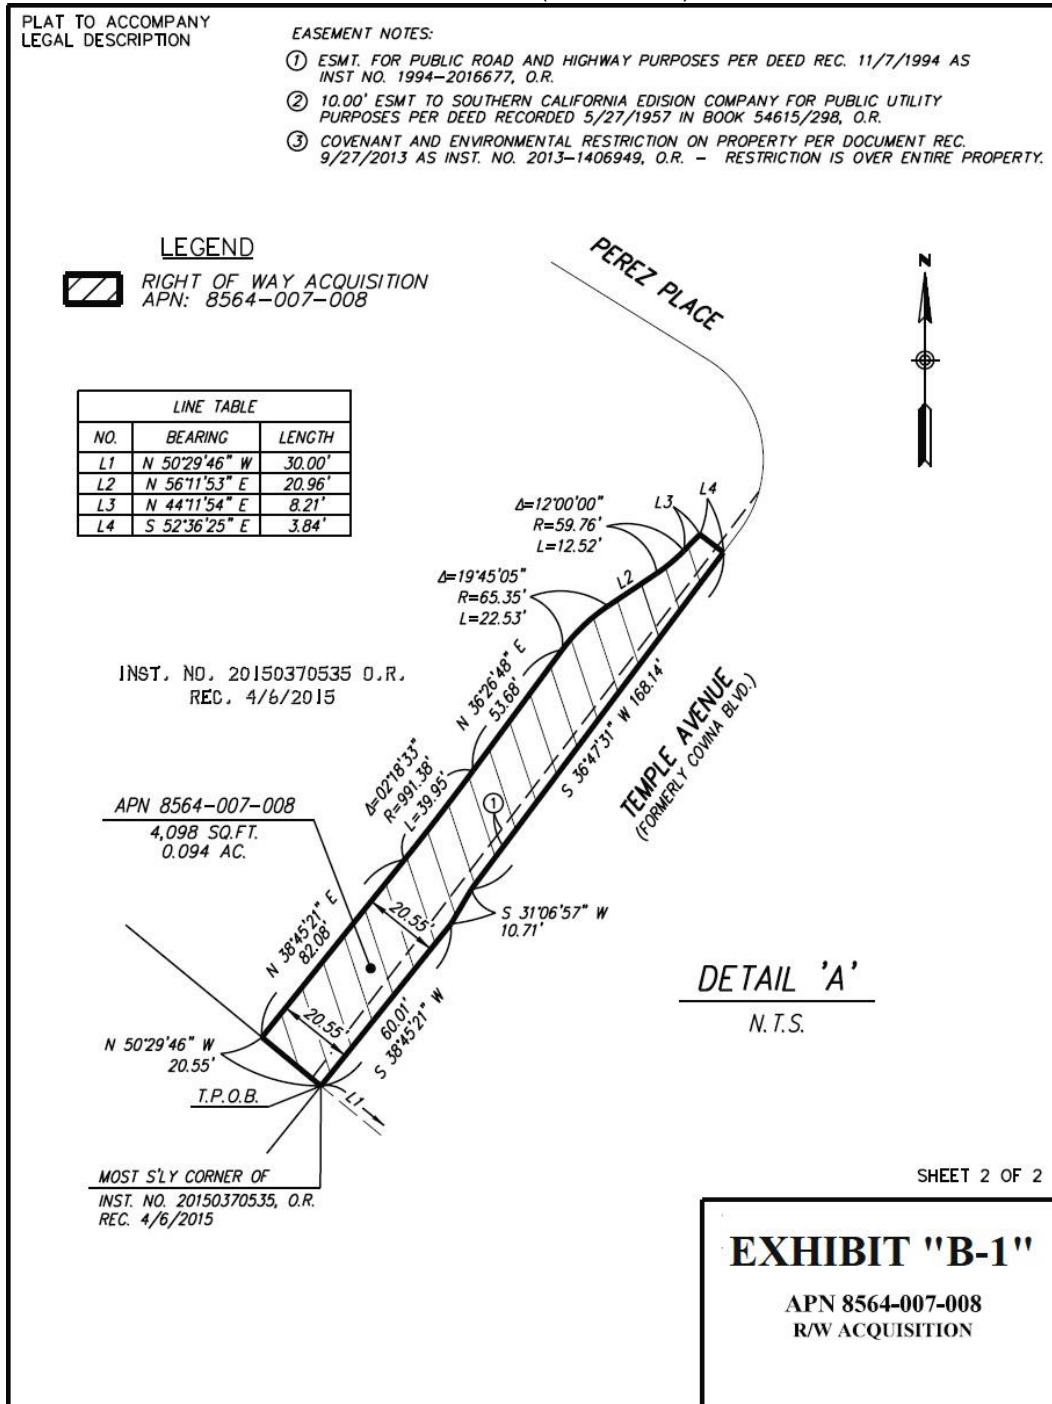 PLAT TO ACCOMPANY
LEGAL DESCRIPTION
EASEMENT NOTES:
① ESMT. FOR PUBLIC ROAD AND HIGHWAY PURPOSES PER DEED REC. 11/7/1994 AS
INST NO. 1994-2016677, O.R.
② 10.00' ESMT TO SOUTHERN CALIFORNIA EDISION COMPANY FOR PUBLIC UTILITY
PURPOSES PER DEED RECORDED 5/27/1957 IN BOOK 54615/298, O.R.
③ COVENANT AND ENVIRONMENTAL RESTRICTION ON PROPERTY PER DOCUMENT REC.
9/27/2013 AS INST. NO. 2013-1406949, O.R. - RESTRICTION IS OVER ENTIRE PROPERTY.
LEGEND
RIGHT OF WAY ACQUISITION
APN: 8564-007-008
PEREZ PLACE
N
LINE TABLE
NO. BEARING LENGTH
L1 N 50°29'46" W 30.00'
L2 N 56°11'53" E 20.96'
L3 N 44°11'54" E 8.21'
L4 S 52°36'25" E 3.84'
L3
L4
Δ=12°00'00"
R=59.76'
L=12.52'
L2
Δ=19°45'05"
R=65.35'
L=22.53'
INST. NO. 20150370535 O.R.
REC. 4/6/2015
N 36°26'48" E
53.68'
S 36°47'31" W 168.14'
TEMPLE AVENUE
(FORMERLY COVINA BLVD.)
Δ=02°18'33"
R=991.38'
L=39.95'
①
APN 8564-007-008
4,098 SQ.FT.
0.094 AC.
N 38°45'21" E
82.08'
20.55'
S 31°06'57" W
10.71'
DETAIL 'A'
N.T.S.
20.55'
60.01'
S 38°45'21" W
N 50°29'46" W
20.55'
T.P.O.B.
L1
MOST S'LY CORNER OF
INST. NO. 20150370535, O.R.
REC. 4/6/2015
SHEET 2 OF 2
EXHIBIT "B-1"
APN 8564-007-008
R/W ACQUISITION